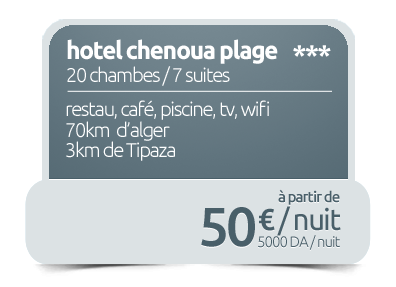 hotel chenoua plage ***
20 chambes / 7 suites
restau, café, piscine, tv, wifi
70km d'alger
3km de Tipaza
à partir de
50€/nuit
5000 DA/nuit